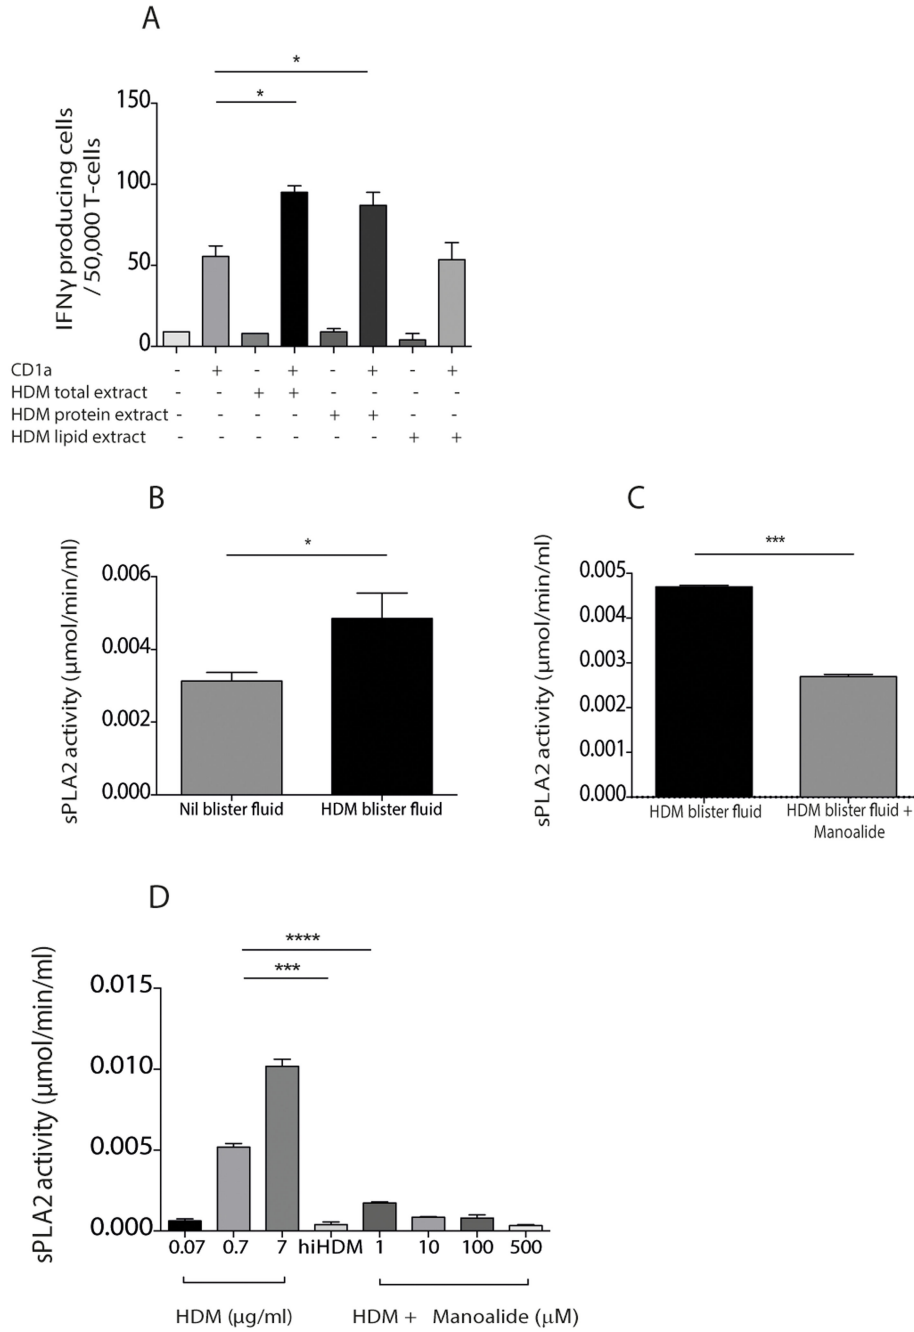 A
*
*
IFNγ producing cells
/ 50,000 T-cells
150
100
50
0
CD1a - + - + - + - +
HDM total extract - - + + - - - -
HDM protein extract - - - - + + - -
HDM lipid extract - - - - - - + +
B
*
sPLA2 activity (μmol/min/ml)
0.006
0.004
0.002
0.000
Nil blister fluid HDM blister fluid
C
***
sPLA2 activity (μmol/min/ml)
0.005
0.004
0.003
0.002
0.001
0.000
HDM blister fluid HDM blister fluid +
Manoalide
D
****
***
sPLA2 activity (μmol/min/ml)
0.015
0.010
0.005
0.000
0.07 0.7 7 hiHDM 1 10 100 500
HDM (μg/ml) HDM + Manoalide (μM)